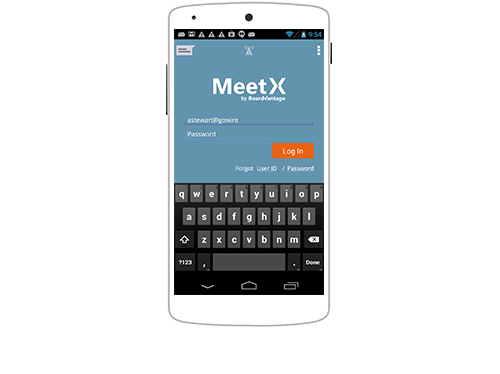 9:54
MeetX
by BoardVantage
astewart@gowire
Password
Log In
Forgot User ID / Password
q w e r t y u i o p
a s d f g h j k l
z x c v b n m
?123 , . Done